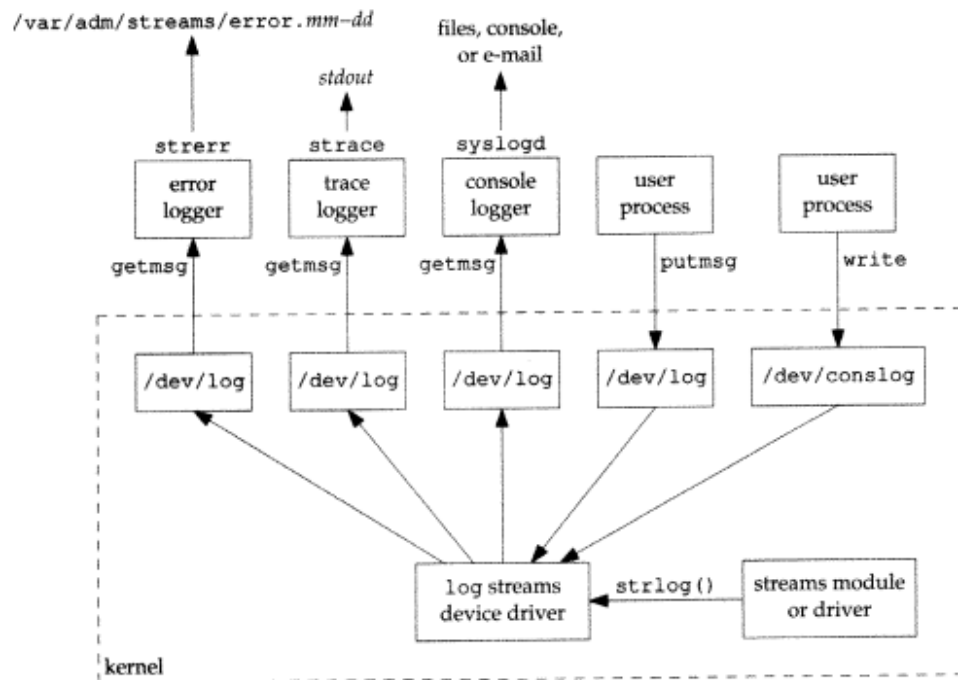 /var/adm/streams/error.mm-dd
files, console,
or e-mail
stdout
strerr
strace
syslogd
error
logger
trace
logger
console
logger
user
process
user
process
getmsg
getmsg
getmsg
putmsg
write
/dev/log
/dev/log
/dev/log
/dev/log
/dev/conslog
log streams
device driver
strlog()
streams module
or driver
kernel